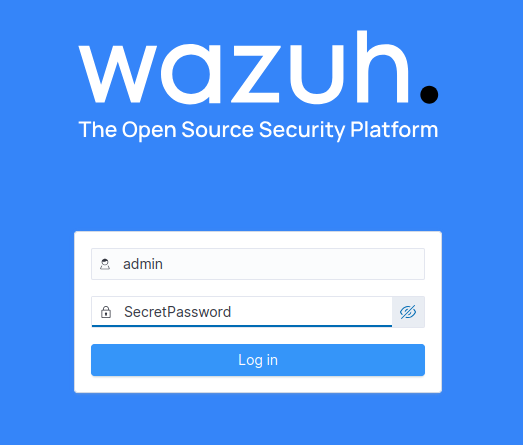 wazuh.
The Open Source Security Platform
admin
SecretPassword
Log in